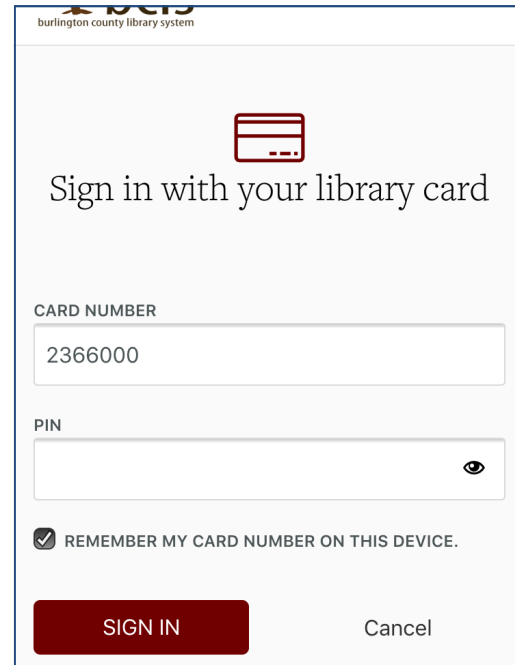 bcls
burlington county library system
Sign in with your library card
CARD NUMBER
2366000
PIN
REMEMBER MY CARD NUMBER ON THIS DEVICE.
SIGN IN
Cancel